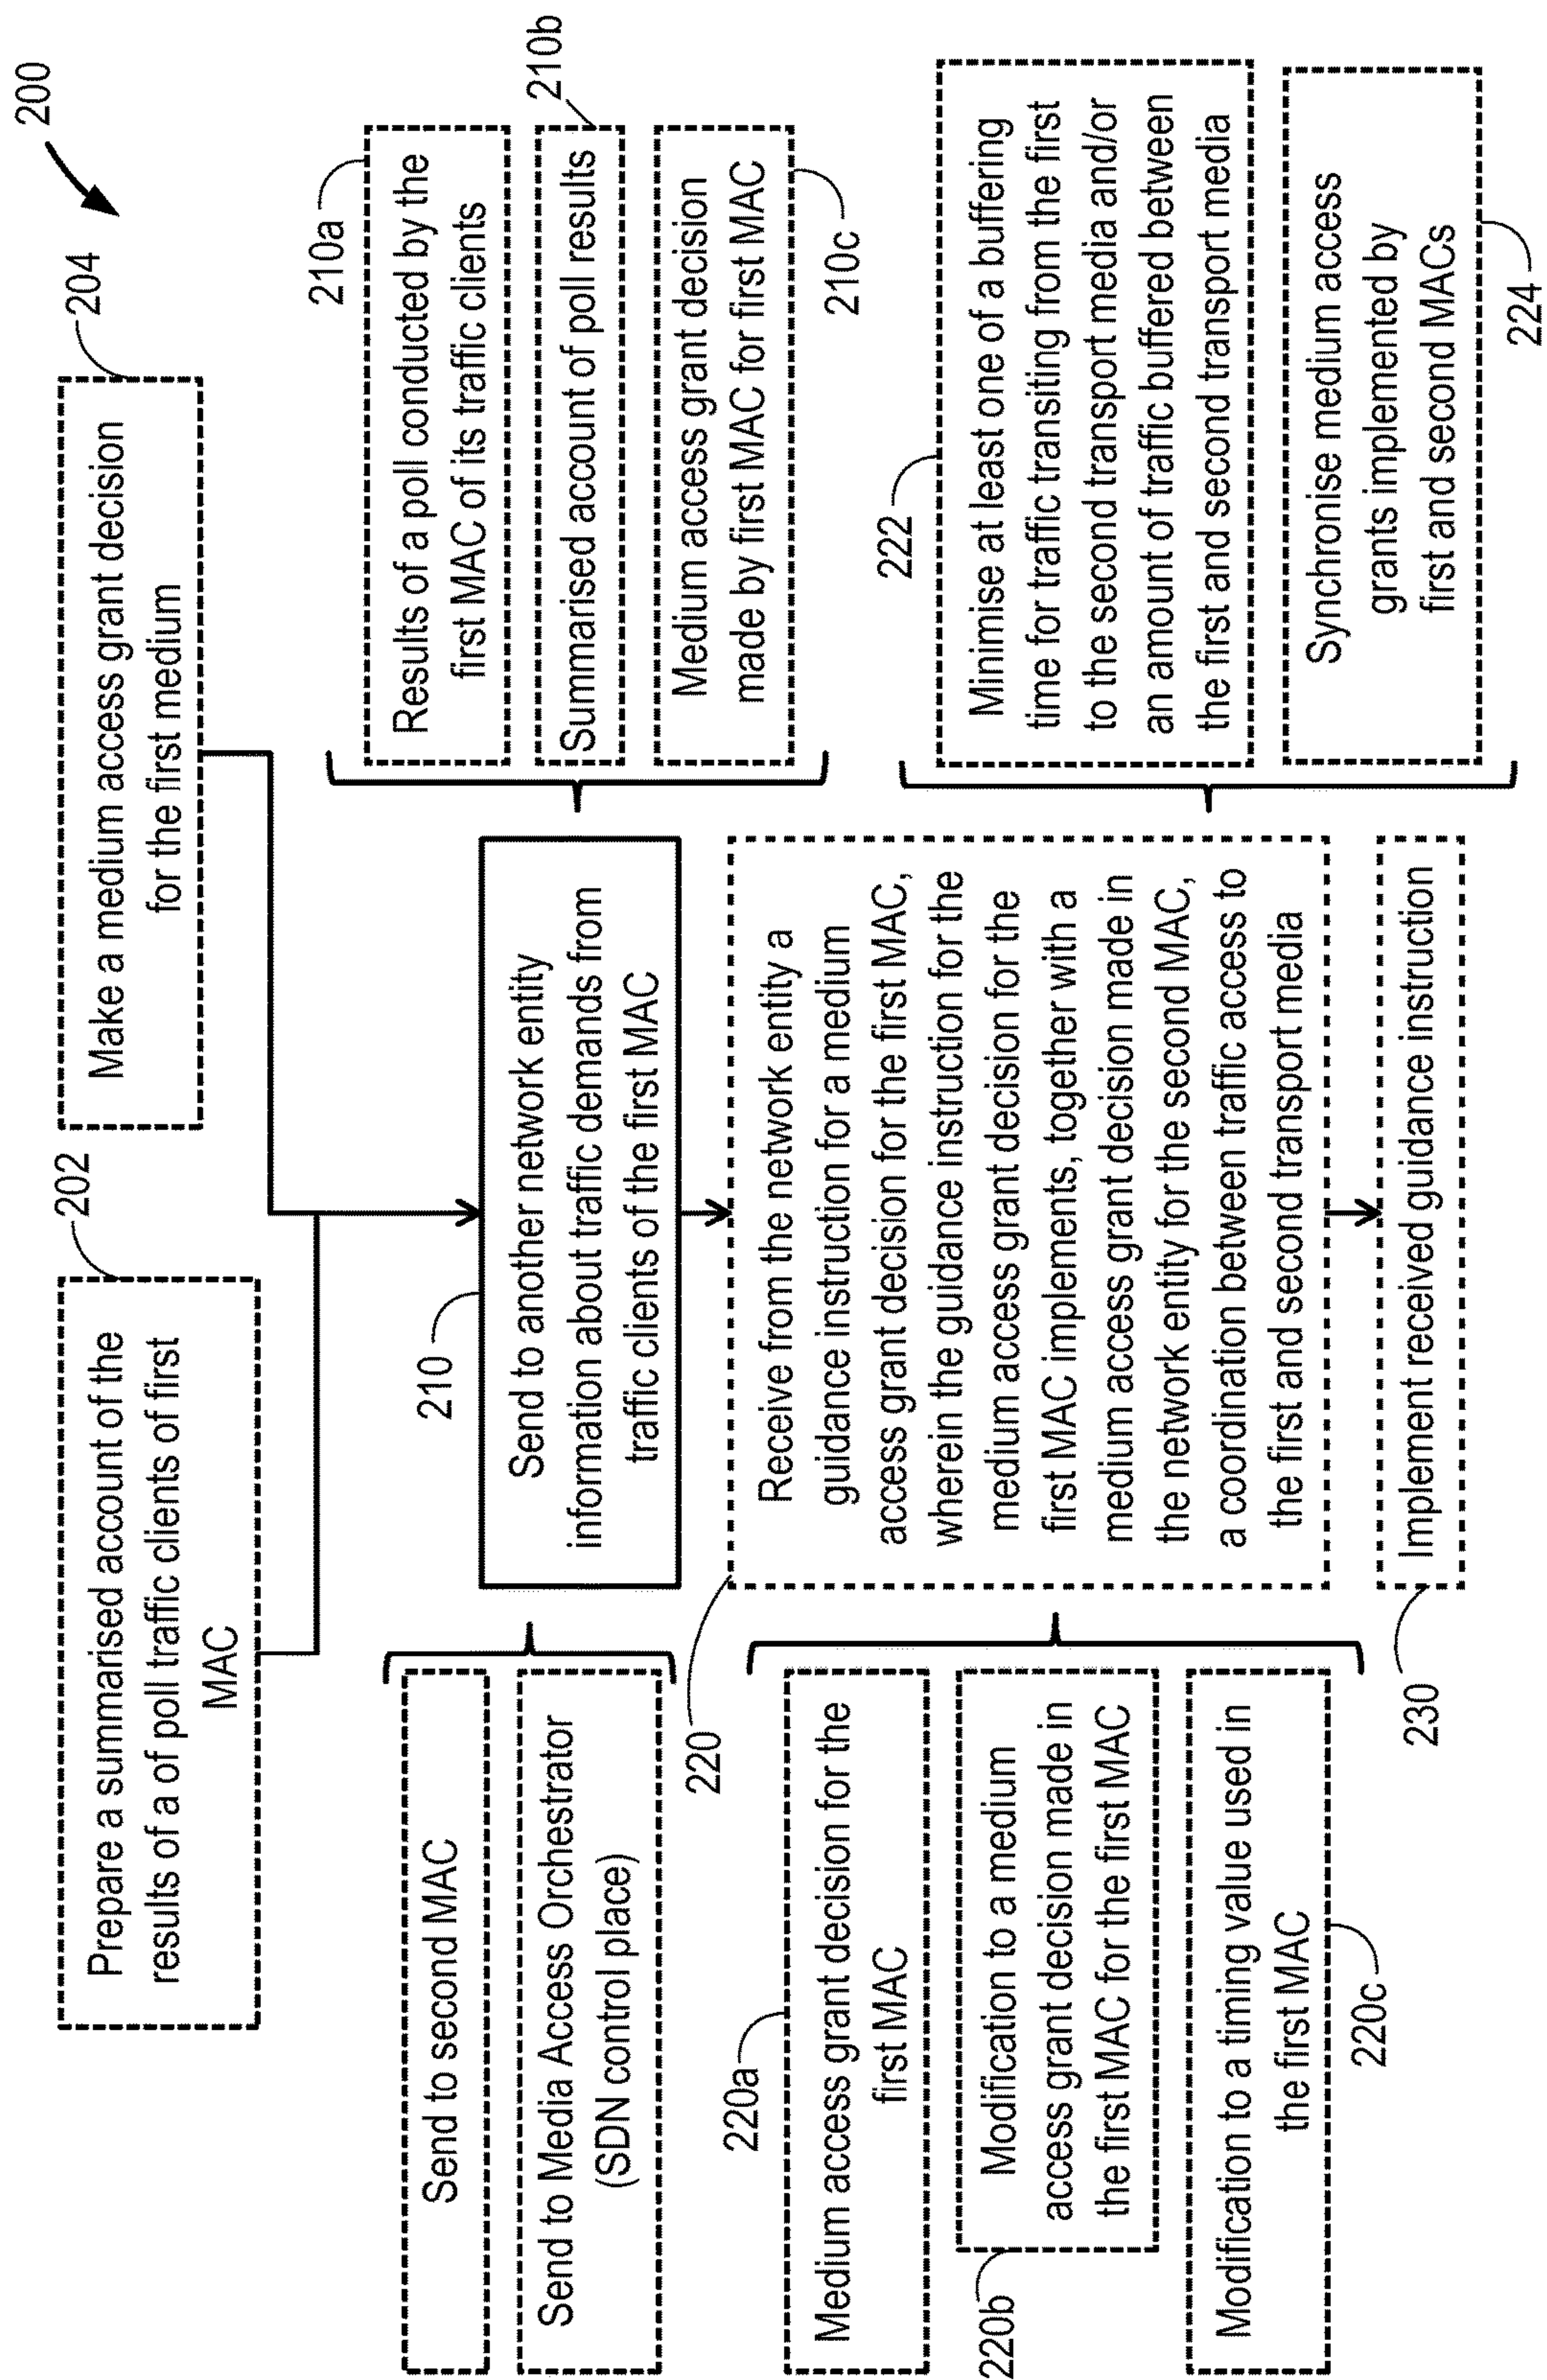 200
202
Prepare a summarised account of the
results of a of poll traffic clients of first
MAC
204
Make a medium access grant decision
for the first medium
Send to second MAC
Send to Media Access Orchestrator
(SDN control place)
210
Send to another network entity
information about traffic demands from
traffic clients of the first MAC
210a
Results of a poll conducted by the
first MAC of its traffic clients
210b
Summarised account of poll results
Medium access grant decision
made by first MAC for first MAC
210c
220a
Medium access grant decision for the
first MAC
220b
Modification to a medium
access grant decision made in
the first MAC for the first MAC
Modification to a timing value used in
the first MAC
220c
220
Receive from the network entity a
guidance instruction for a medium
access grant decision for the first MAC,
wherein the guidance instruction for the
medium access grant decision for the
first MAC implements, together with a
medium access grant decision made in
the network entity for the second MAC,
a coordination between traffic access to
the first and second transport media
222
Minimise at least one of a buffering
time for traffic transiting from the first
to the second transport media and/or
an amount of traffic buffered between
the first and second transport media
Synchronise medium access
grants implemented by
first and second MACs
224
230
Implement received guidance instruction